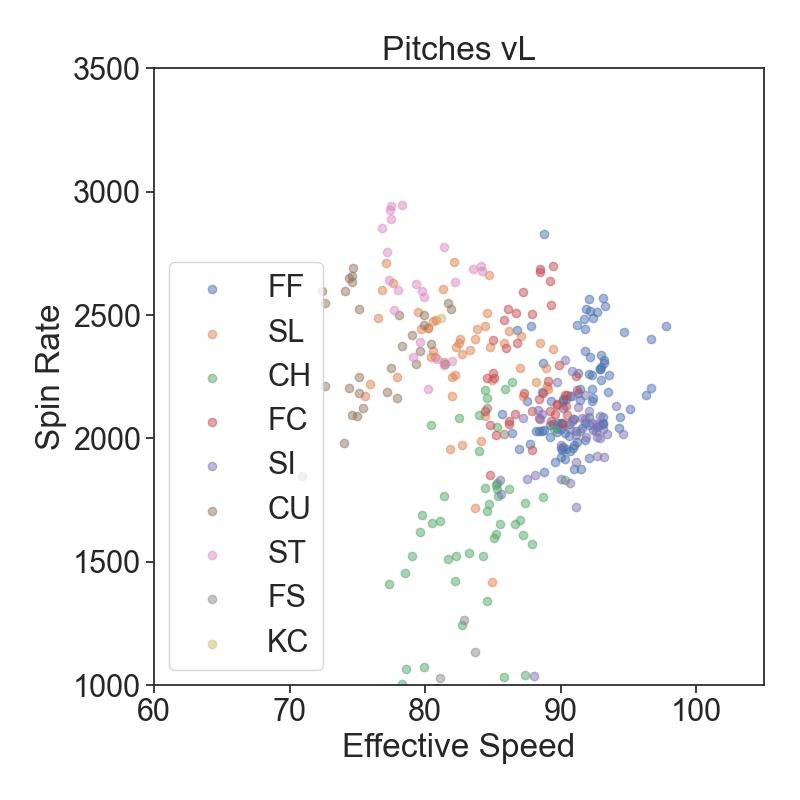 Pitches vL
3500
3000
2500
2000
1500
1000
Spin Rate
FF
SL
CH
FC
SI
CU
ST
FS
KC
60 70 80 90 100
Effective Speed